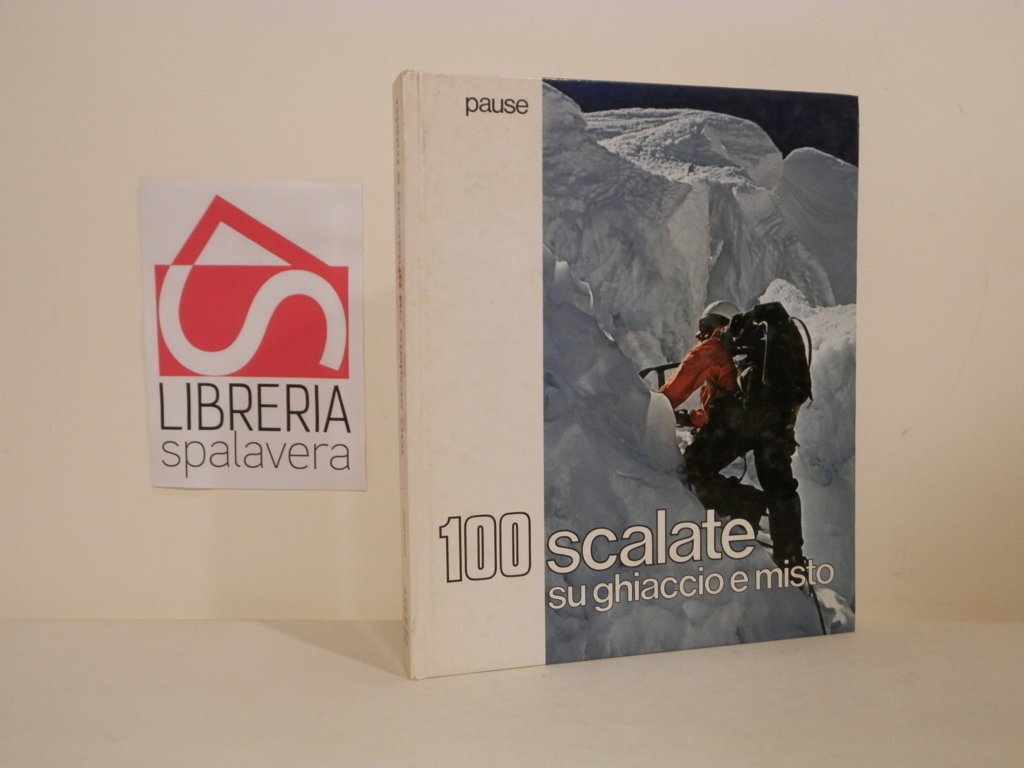 LIBRERIA
spalavera
pause
100 scalate
su ghiaccio e misto